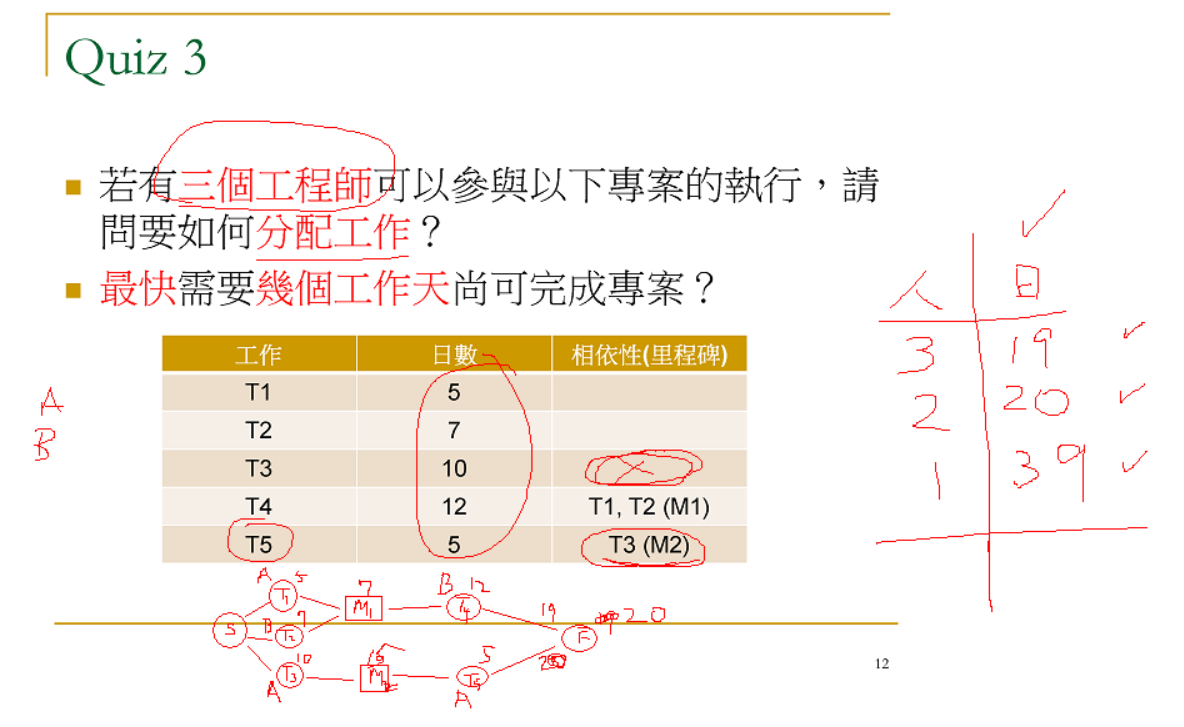 Quiz 3
若有三個工程師可以參與以下專案的執行，請
問要如何分配工作？
最快需要幾個工作天尚可完成專案？
工作 日數 相依性(里程碑)
T1 5
T2 7
T3 10
T4 12 T1, T2 (M1)
T5 5 T3 (M2)
A
B
人 日
3 19
2 20
1 39
A 5 7 B 12
T1 M1 T4 19
S B 7 T2 F 20
10 5
T3 M2 T5
A A
12